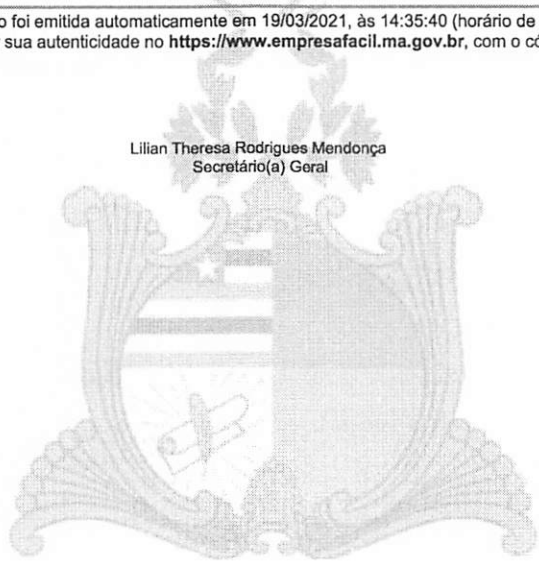 o foi emitida automaticamente em 19/03/2021, às 14:35:40 (horário de
sua autenticidade no https://www.empresafacil.ma.gov.br, com o có
Lilian Theresa Rodrigues Mendonça
Secretário(a) Geral